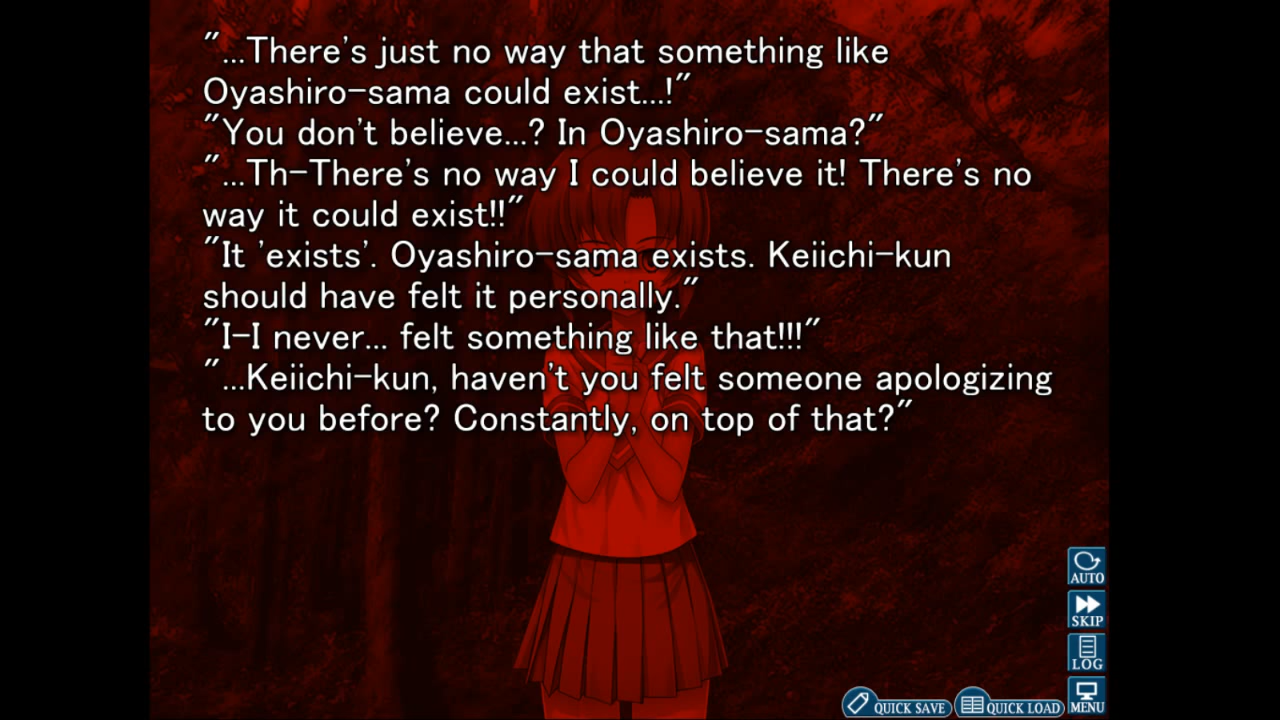 "...There's just no way that something like
Oyashiro-sama could exist...!"
"You don't believe...? In Oyashiro-sama?"
"...Th-There's no way I could believe it! There's no
way it could exist!!"
"It 'exists'. Oyashiro-sama exists. Keiichi-kun
should have felt it personally."
"I-I never... felt something like that!!!"
"...Keiichi-kun, haven't you felt someone apologizing
to you before? Constantly, on top of that?"
AUTO
SKIP
LOG
MENU
QUICK SAVE
QUICK LOAD